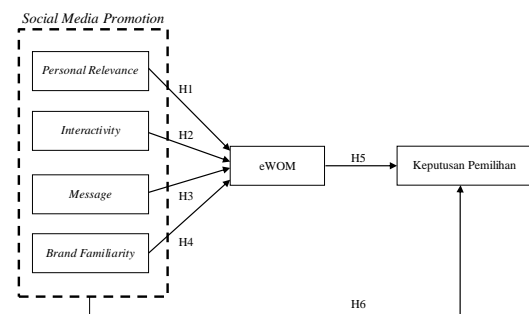 Social Media Promotion
Personal Relevance
H1
Interactivity
H2
eWOM
H5
Keputusan Pemilihan
Message
H3
Brand Familiarity
H4
H6